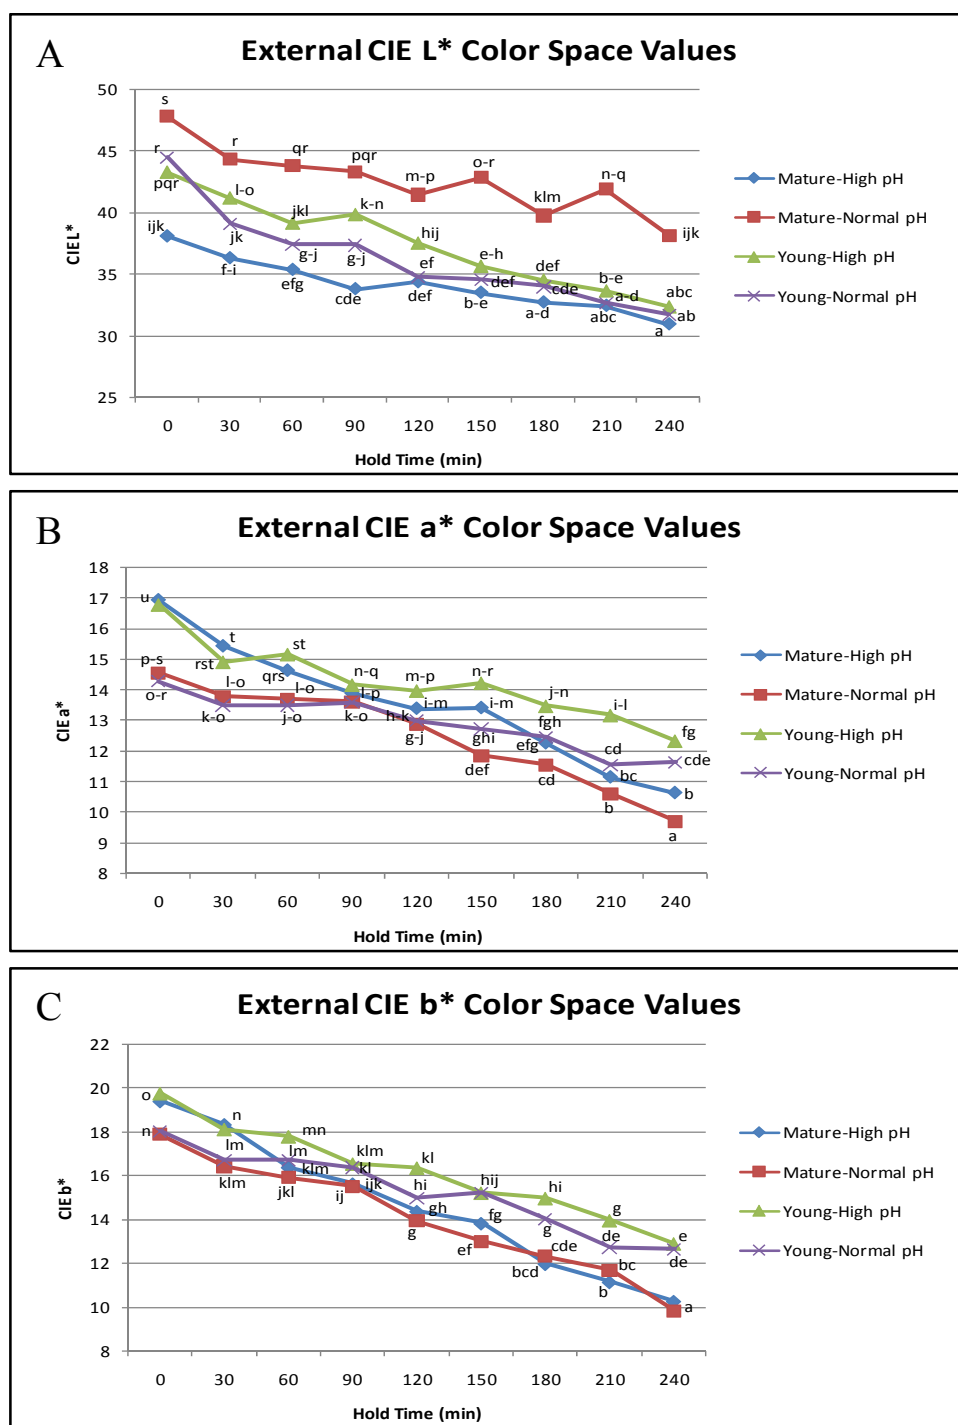 A
External CIE L* Color Space Values
50
45
40
35
30
25
CIE L*
s
r
qr
pqr
m-p
o-r
klm
n-q
ijk
r
pqr
l-o
jkl
k-n
hij
e-h
def
b-e
abc
jk
g-j
g-j
ef
def
cde
a-d
ab
ijk
f-i
efg
cde
def
b-e
a-d
abc
a
0 30 60 90 120 150 180 210 240
Hold Time (min)
Mature-High pH
Mature-Normal pH
Young-High pH
Young-Normal pH
B
External CIE a* Color Space Values
18
17
16
15
14
13
12
11
10
9
8
CIE a*
u
t
st
rst
qrs
n-q
m-p
n-r
j-n
i-l
fg
p-s
l-o
l-o
l-p
i-m
i-m
fgh
cd
cde
o-r
k-o
j-o
k-o
h-k
g-j
ghi
efg
bc
b
def
cd
b
a
0 30 60 90 120 150 180 210 240
Hold Time (min)
Mature-High pH
Mature-Normal pH
Young-High pH
Young-Normal pH
C
External CIE b* Color Space Values
22
20
18
16
14
12
10
8
CIE b*
o
n
mn
klm
kl
hij
hi
g
e
n
lm
lm
klm
kl
hi
g
de
de
klm
jkl
ij
ijk
gh
fg
cde
bc
g
ef
bcd
b
a
0 30 60 90 120 150 180 210 240
Hold Time (min)
Mature-High pH
Mature-Normal pH
Young-High pH
Young-Normal pH